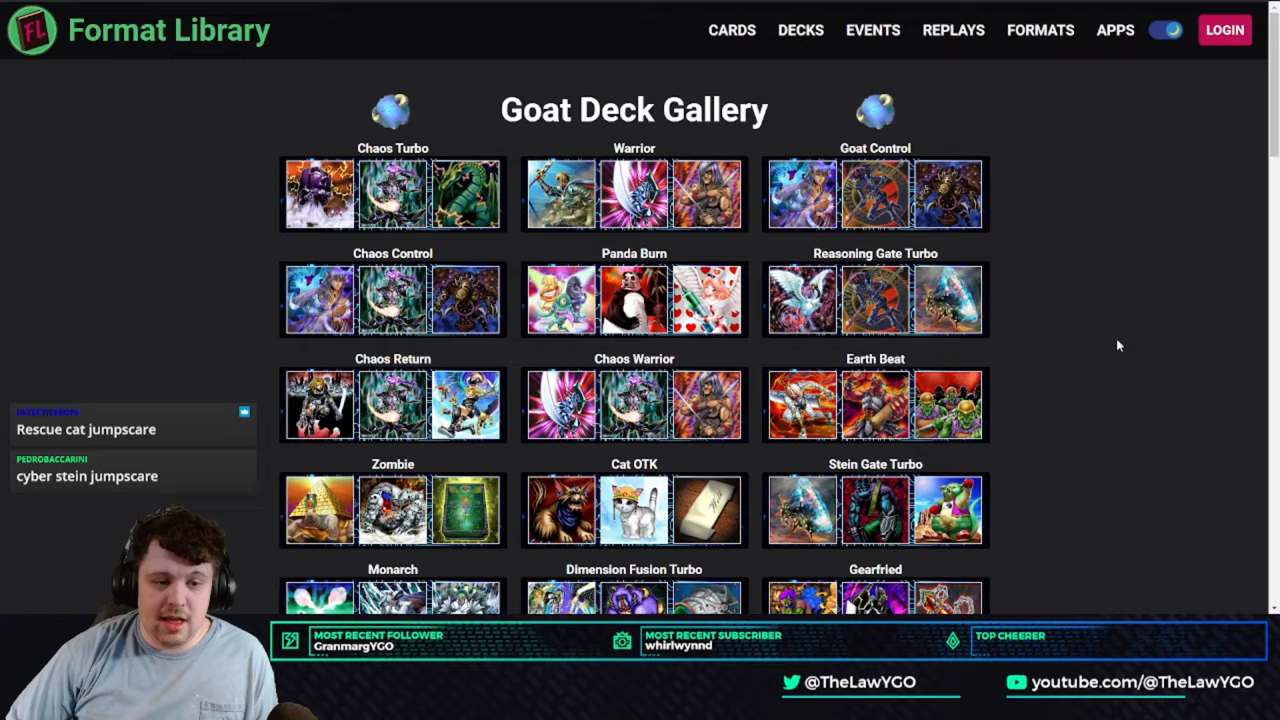 FL Format Library
CARDS DECKS EVENTS REPLAYS FORMATS APPS LOGIN
Goat Deck Gallery
Chaos Turbo Warrior Goat Control
Chaos Control Panda Burn Reasoning Gate Turbo
Chaos Return Chaos Warrior Earth Beat
Rescue cat jumpscare
PEDROBACCARINI
cyber stein jumpscare
Zombie Cat OTK Stein Gate Turbo
Will
Monarch Dimension Fusion Turbo Gearfried
MOST RECENT FOLLOWER
GranmargYGO
MOST RECENT SUBSCRIBER
whirlwynnd
TOP CHEERER
@TheLawYGO
youtube.com/@TheLawYGO